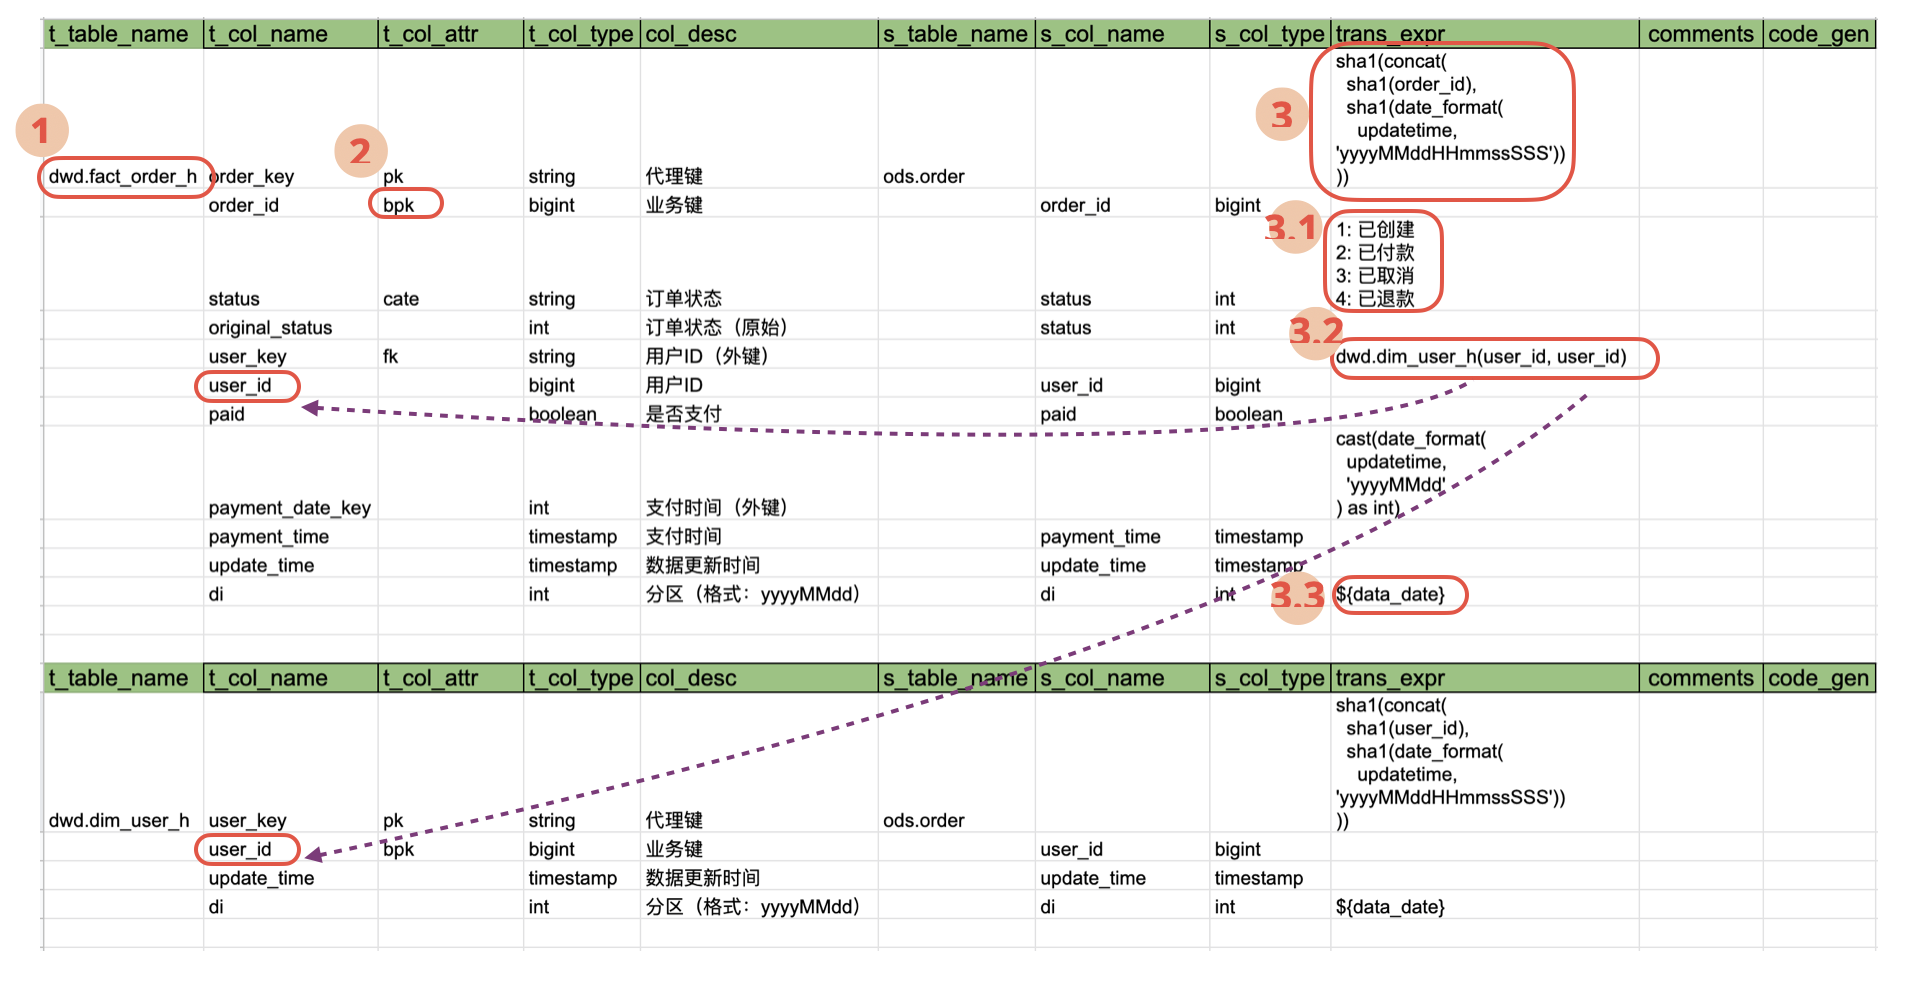 t_table_name t_col_name t_col_attr t_col_type col_desc s_table_name s_col_name s_col_type trans_expr comments code_gen
sha1(concat(
sha1(order_id),
3
sha1(date_format(
1
updatetime,
2
'yyyyMMddHHmmssSSS'))
dwd.fact_order_h order_key pk string 代理键 ods.order ))
order_id bpk bigint 业务键 order_id bigint
3.1
1: 已创建
2: 已付款
3: 已取消
status cate string 订单状态 status int 4: 已退款
original_status int 订单状态（原始） status int
3.2
user_key fk string 用户ID（外键） dwd.dim_user_h(user_id, user_id)
user_id bigint 用户ID user_id bigint
paid boolean 是否支付 paid boolean
cast(date_format(
updatetime,
'yyyyMMdd'
payment_date_key int 支付时间（外键） ) as int)
payment_time timestamp 支付时间 payment_time timestamp
update_time timestamp 数据更新时间 update_time timestamp
di int 分区（格式：yyyyMMdd） di int 3.3 ${data_date}
t_table_name t_col_name t_col_attr t_col_type col_desc s_table_name s_col_name s_col_type trans_expr comments code_gen
sha1(concat(
sha1(user_id),
sha1(date_format(
updatetime,
'yyyyMMddHHmmssSSS'))
dwd.dim_user_h user_key pk string 代理键 ods.order ))
user_id bpk bigint 业务键 user_id bigint
update_time timestamp 数据更新时间 update_time timestamp
di int 分区（格式：yyyyMMdd） di int ${data_date}